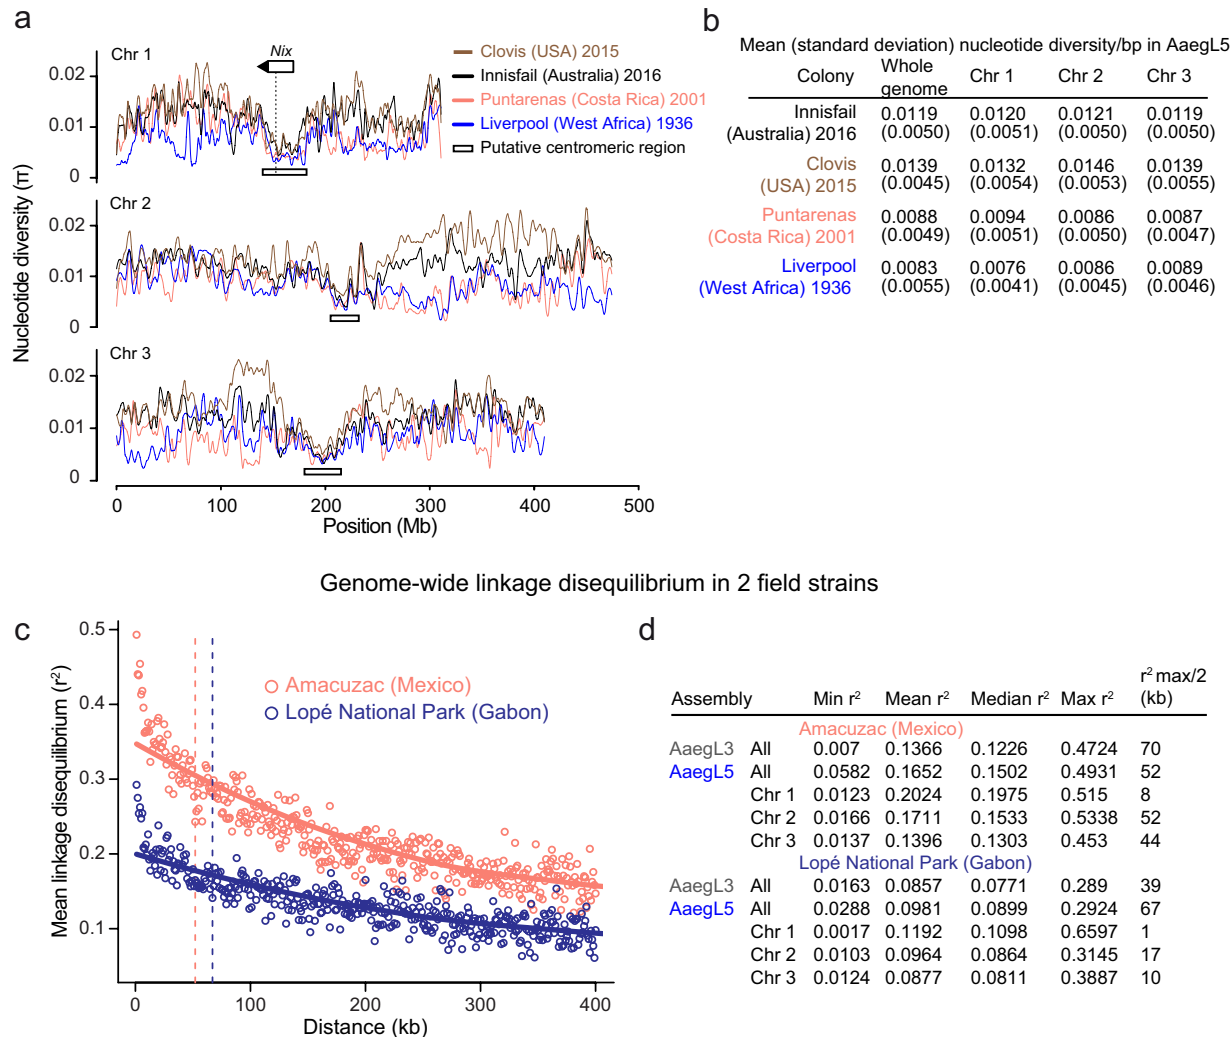 a
Chr 1
Nix
Clovis (USA) 2015
Innisfail (Australia) 2016
Puntarenas (Costa Rica) 2001
Liverpool (West Africa) 1936
Putative centromeric region
0.02
0.01
0
Chr 2
0.02
0.01
0
Chr 3
0.02
0.01
0
Nucleotide diversity (π)
0 100 200 300 400 500
Position (Mb)
b
Mean (standard deviation) nucleotide diversity/bp in AaegL5
Colony Whole genome Chr 1 Chr 2 Chr 3
Innisfail 0.0119 0.0120 0.0121 0.0119
(Australia) 2016 (0.0050) (0.0051) (0.0050) (0.0050)
Clovis 0.0139 0.0132 0.0146 0.0139
(USA) 2015 (0.0045) (0.0054) (0.0053) (0.0055)
Puntarenas 0.0088 0.0094 0.0086 0.0087
(Costa Rica) 2001 (0.0049) (0.0051) (0.0050) (0.0047)
Liverpool 0.0083 0.0076 0.0086 0.0089
(West Africa) 1936 (0.0055) (0.0041) (0.0045) (0.0046)
Genome-wide linkage disequilibrium in 2 field strains
c
0.5
0.4
0.3
0.2
0.1
Mean linkage disequilibrium (r²)
Amacuzac (Mexico)
Lopé National Park (Gabon)
0 100 200 300 400
Distance (kb)
d
Assembly Min r² Mean r² Median r² Max r² r² max/2 (kb)
Amacuzac (Mexico)
AaegL3 All 0.007 0.1366 0.1226 0.4724 70
AaegL5 All 0.0582 0.1652 0.1502 0.4931 52
Chr 1 0.0123 0.2024 0.1975 0.515 8
Chr 2 0.0166 0.1711 0.1533 0.5338 52
Chr 3 0.0137 0.1396 0.1303 0.453 44
Lopé National Park (Gabon)
AaegL3 All 0.0163 0.0857 0.0771 0.289 39
AaegL5 All 0.0288 0.0981 0.0899 0.2924 67
Chr 1 0.0017 0.1192 0.1098 0.6597 1
Chr 2 0.0103 0.0964 0.0864 0.3145 17
Chr 3 0.0124 0.0877 0.0811 0.3887 10